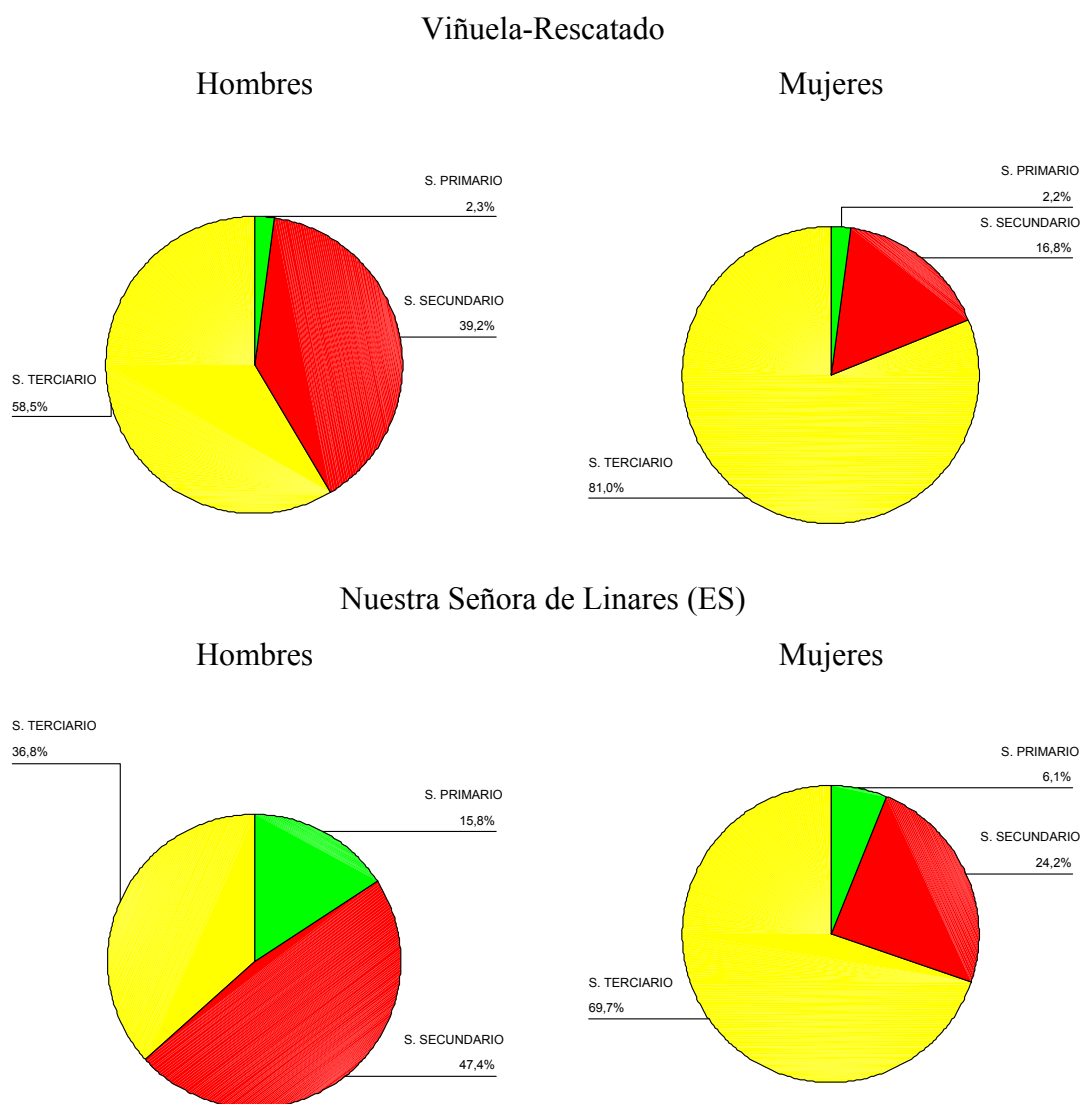 Viñuela-Rescatado
Hombres
Mujeres
S. PRIMARIO
2,3%
S. SECUNDARIO
39,2%
S. TERCIARIO
58,5%
S. PRIMARIO
2,2%
S. SECUNDARIO
16,8%
S. TERCIARIO
81,0%
Nuestra Señora de Linares (ES)
Hombres
Mujeres
S. TERCIARIO
36,8%
S. PRIMARIO
15,8%
S. SECUNDARIO
47,4%
S. PRIMARIO
6,1%
S. SECUNDARIO
24,2%
S. TERCIARIO
69,7%